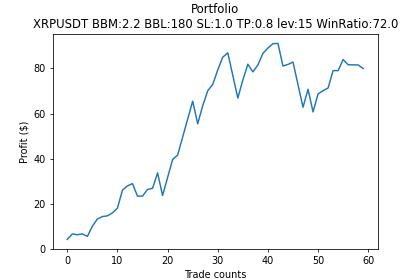 Portfolio
XRPUSDT BBM:2.2 BBL:180 SL:1.0 TP:0.8 lev:15 WinRatio:72.0
Profit ($)
80
60
40
20
0
0 10 20 30 40 50 60
Trade counts